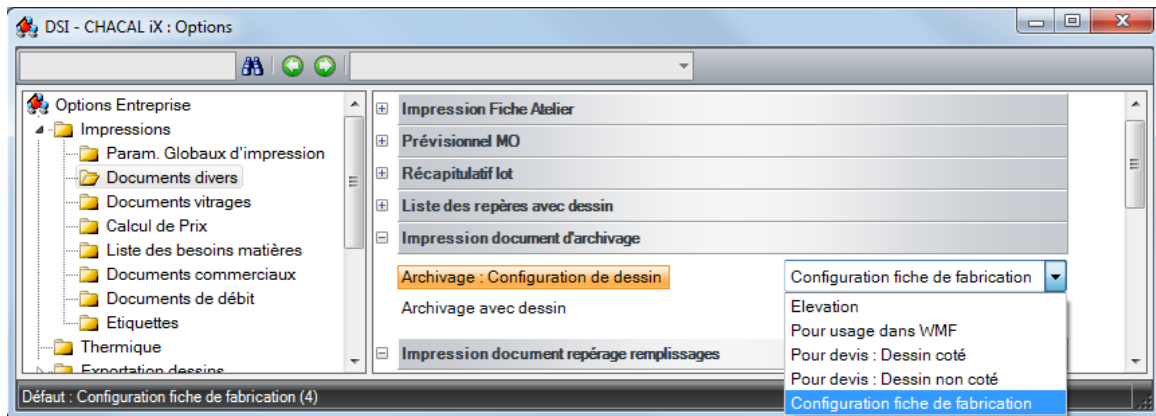 DSI - CHACAL iX : Options
Options Entreprise
Impressions
Param. Globaux d'impression
Documents divers
Documents vitrages
Calcul de Prix
Liste des besoins matières
Documents commerciaux
Documents de débit
Etiquettes
Thermique
Exportation dessins
Impression Fiche Atelier
Prévisionnel MO
Récapitulatif lot
Liste des repères avec dessin
Impression document d'archivage
Archivage : Configuration de dessin
Configuration fiche de fabrication
Archivage avec dessin
Elevation
Pour usage dans WMF
Pour devis : Dessin coté
Pour devis : Dessin non coté
Configuration fiche de fabrication
Impression document repérage remplissages
Défaut : Configuration fiche de fabrication (4)